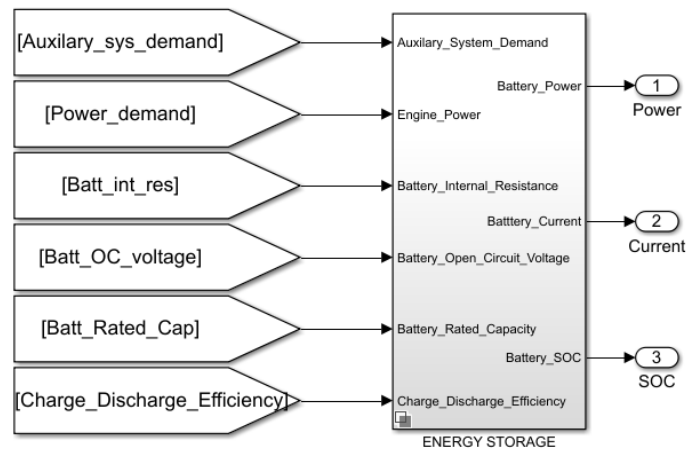 [Auxilary_sys_demand]
Auxilary_System_Demand
Battery_Power
1
Power
[Power_demand]
Engine_Power
[Batt_int_res]
Battery_Internal_Resistance
Batttery_Current
2
Current
[Batt_OC_voltage]
Battery_Open_Circuit_Voltage
[Batt_Rated_Cap]
Battery_Rated_Capacity
Battery_SOC
3
SOC
[Charge_Discharge_Efficiency]
Charge_Discharge_Efficiency
ENERGY STORAGE